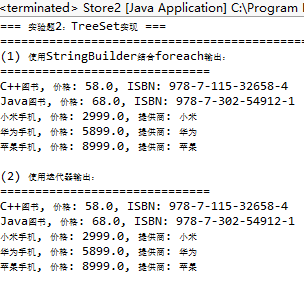 <terminated> Store2 [Java Application] C:\Program
=== 实验题2: TreeSet实现 ===
========================================
(1) 使用StringBuilder结合foreach输出:
==============================
C++图书, 价格: 58.0, ISBN: 978-7-115-32658-4
Java图书, 价格: 68.0, ISBN: 978-7-302-54912-1
小米手机, 价格: 2999.0, 提供商: 小米
华为手机, 价格: 5899.0, 提供商: 华为
苹果手机, 价格: 8999.0, 提供商: 苹果
(2) 使用迭代器输出:
==============================
C++图书, 价格: 58.0, ISBN: 978-7-115-32658-4
Java图书, 价格: 68.0, ISBN: 978-7-302-54912-1
小米手机, 价格: 2999.0, 提供商: 小米
华为手机, 价格: 5899.0, 提供商: 华为
苹果手机, 价格: 8999.0, 提供商: 苹果